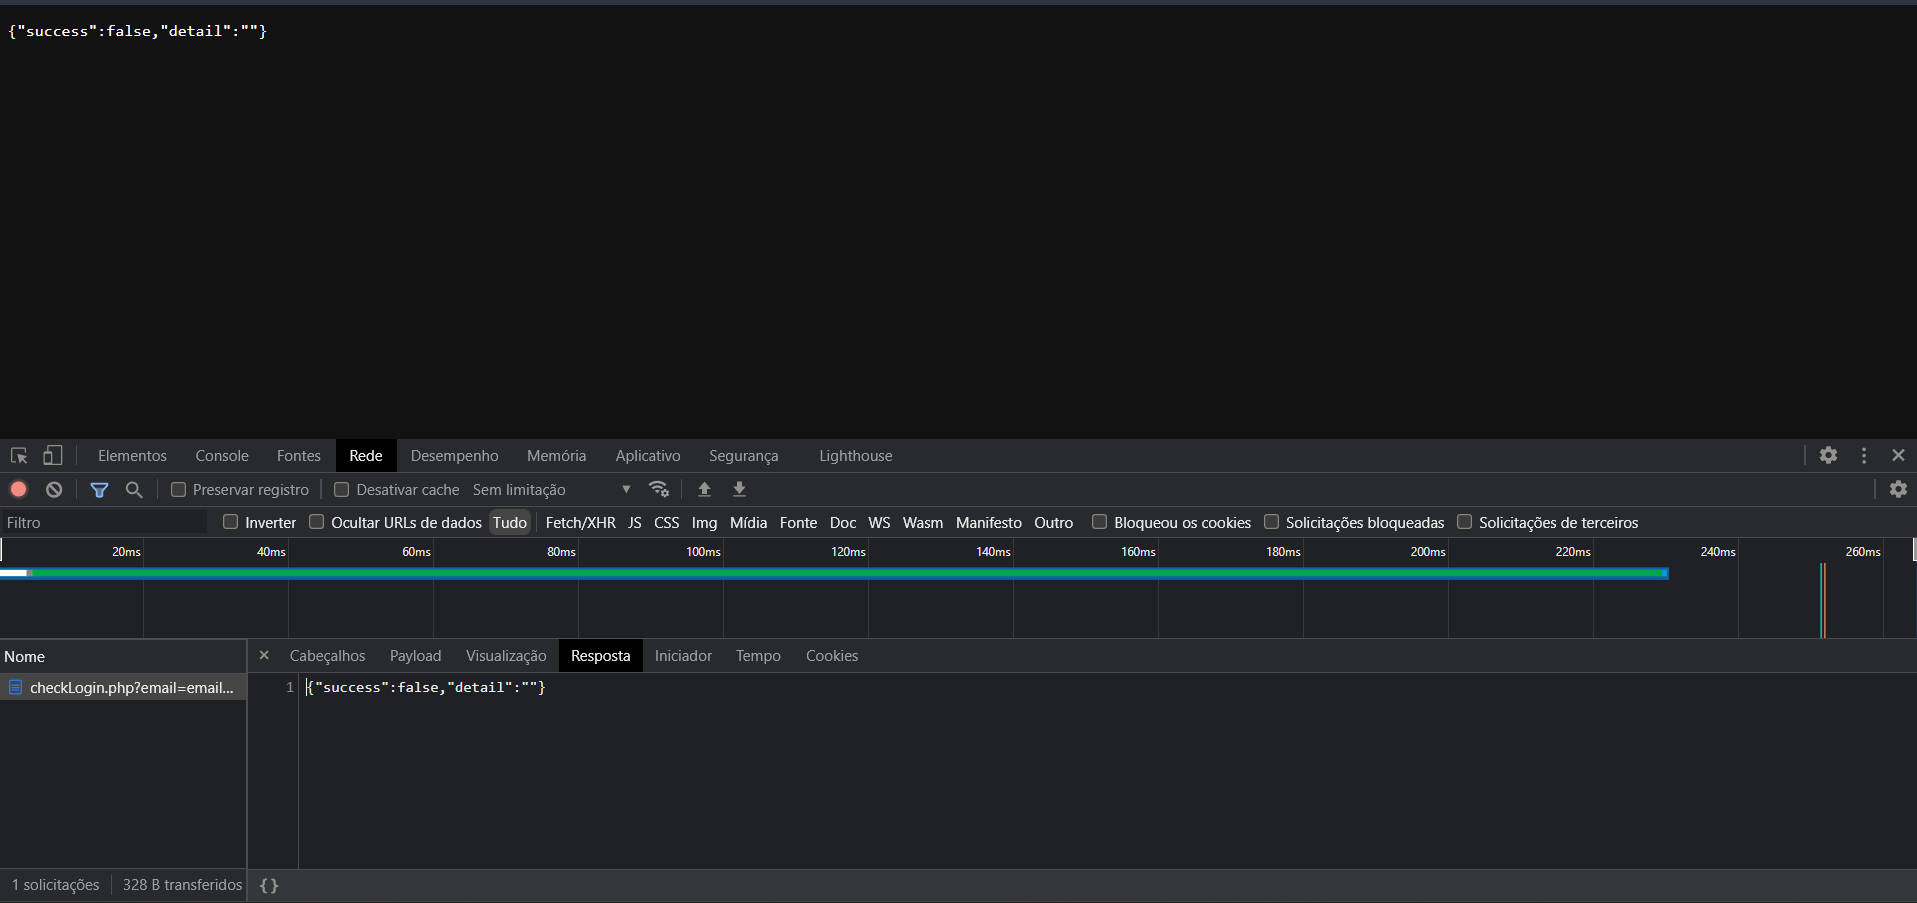 {"success":false,"detail":""}
Elementos Console Fontes Rede Desempenho Memória Aplicativo Segurança Lighthouse
Preservar registro Desativar cache Sem limitação
Filtro Inverter Ocultar URLs de dados Tudo Fetch/XHR JS CSS Img Mídia Fonte Doc WS Wasm Manifesto Outro Bloqueou os cookies Solicitações bloqueadas Solicitações de terceiros
20ms 40ms 60ms 80ms 100ms 120ms 140ms 160ms 180ms 200ms 220ms 240ms 260ms
Nome Cabeçalhos Payload Visualização Resposta Iniciador Tempo Cookies
checkLogin.php?email=email... 1 {"success":false,"detail":""}
1 solicitações 328 B transferidos {}